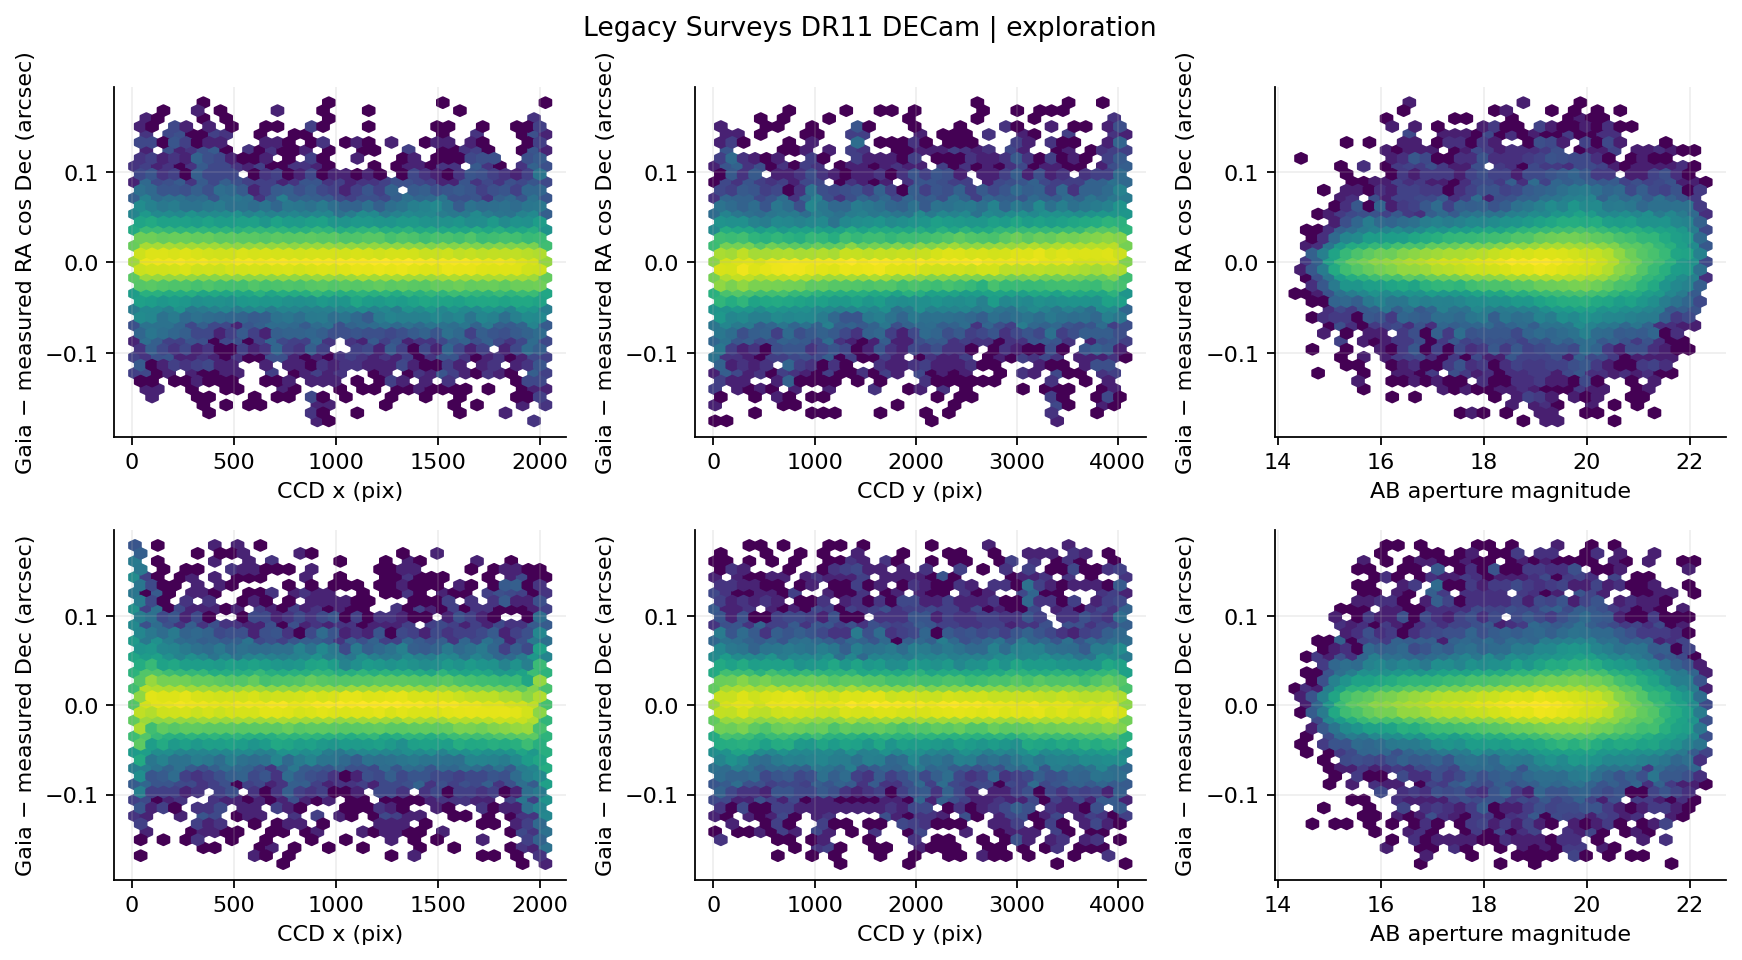 Legacy Surveys DR11 DECam | exploration
Gaia − measured RA cos Dec (arcsec)
0.1
0.0
−0.1
0 500 1000 1500 2000
CCD x (pix)
Gaia − measured RA cos Dec (arcsec)
0.1
0.0
−0.1
0 1000 2000 3000 4000
CCD y (pix)
Gaia − measured RA cos Dec (arcsec)
0.1
0.0
−0.1
14 16 18 20 22
AB aperture magnitude
Gaia − measured Dec (arcsec)
0.1
0.0
−0.1
0 500 1000 1500 2000
CCD x (pix)
Gaia − measured Dec (arcsec)
0.1
0.0
−0.1
0 1000 2000 3000 4000
CCD y (pix)
Gaia − measured Dec (arcsec)
0.1
0.0
−0.1
14 16 18 20 22
AB aperture magnitude